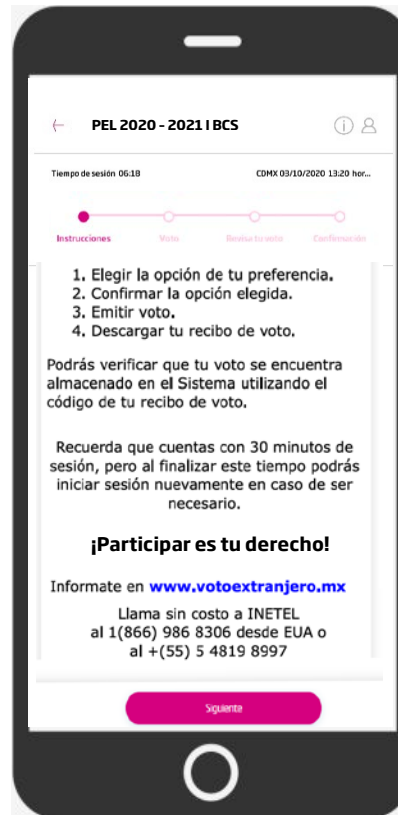 ← PEL 2020 - 2021 I BCS
Tiempo de sesión 06:18 CDMX 03/10/2020 13:20 hor...
Instrucciones Voto Revisa tu voto Confirmación
1. Elegir la opción de tu preferencia.
2. Confirmar la opción elegida.
3. Emitir voto.
4. Descargar tu recibo de voto.
Podrás verificar que tu voto se encuentra
almacenado en el Sistema utilizando el
código de tu recibo de voto.
Recuerda que cuentas con 30 minutos de
sesión, pero al finalizar este tiempo podrás
iniciar sesión nuevamente en caso de ser
necesario.
¡Participar es tu derecho!
Informate en www.votoextranjero.mx
Llama sin costo a INETEL
al 1(866) 986 8306 desde EUA o
al +(55) 5 4819 8997
Siguiente